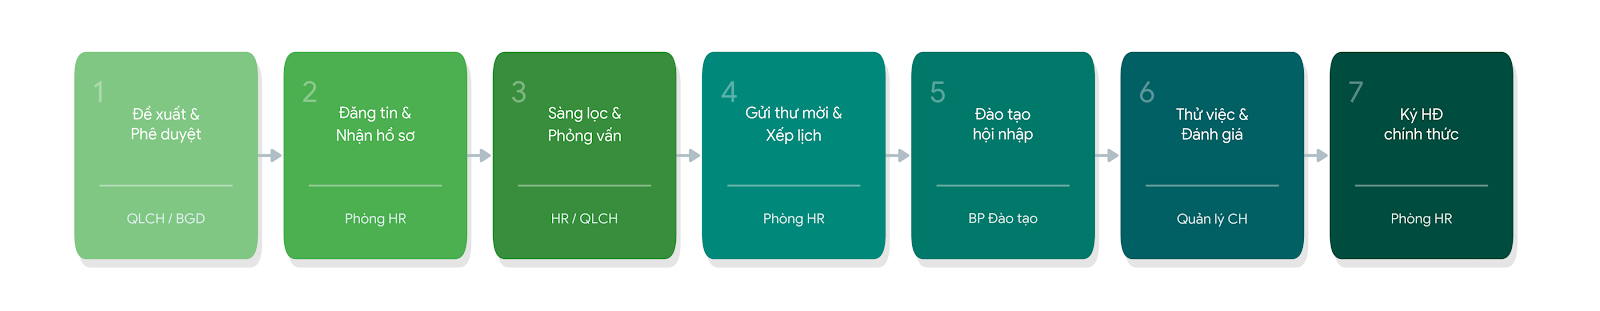 1
Đề xuất &
Phê duyệt
QLCH / BGD
2
Đăng tin &
Nhận hồ sơ
Phòng HR
3
Sàng lọc &
Phỏng vấn
HR / QLCH
4
Gửi thư mời &
Xếp lịch
Phòng HR
5
Đào tạo
hội nhập
BP Đào tạo
6
Thử việc &
Đánh giá
Quản lý CH
7
Ký HĐ
chính thức
Phòng HR